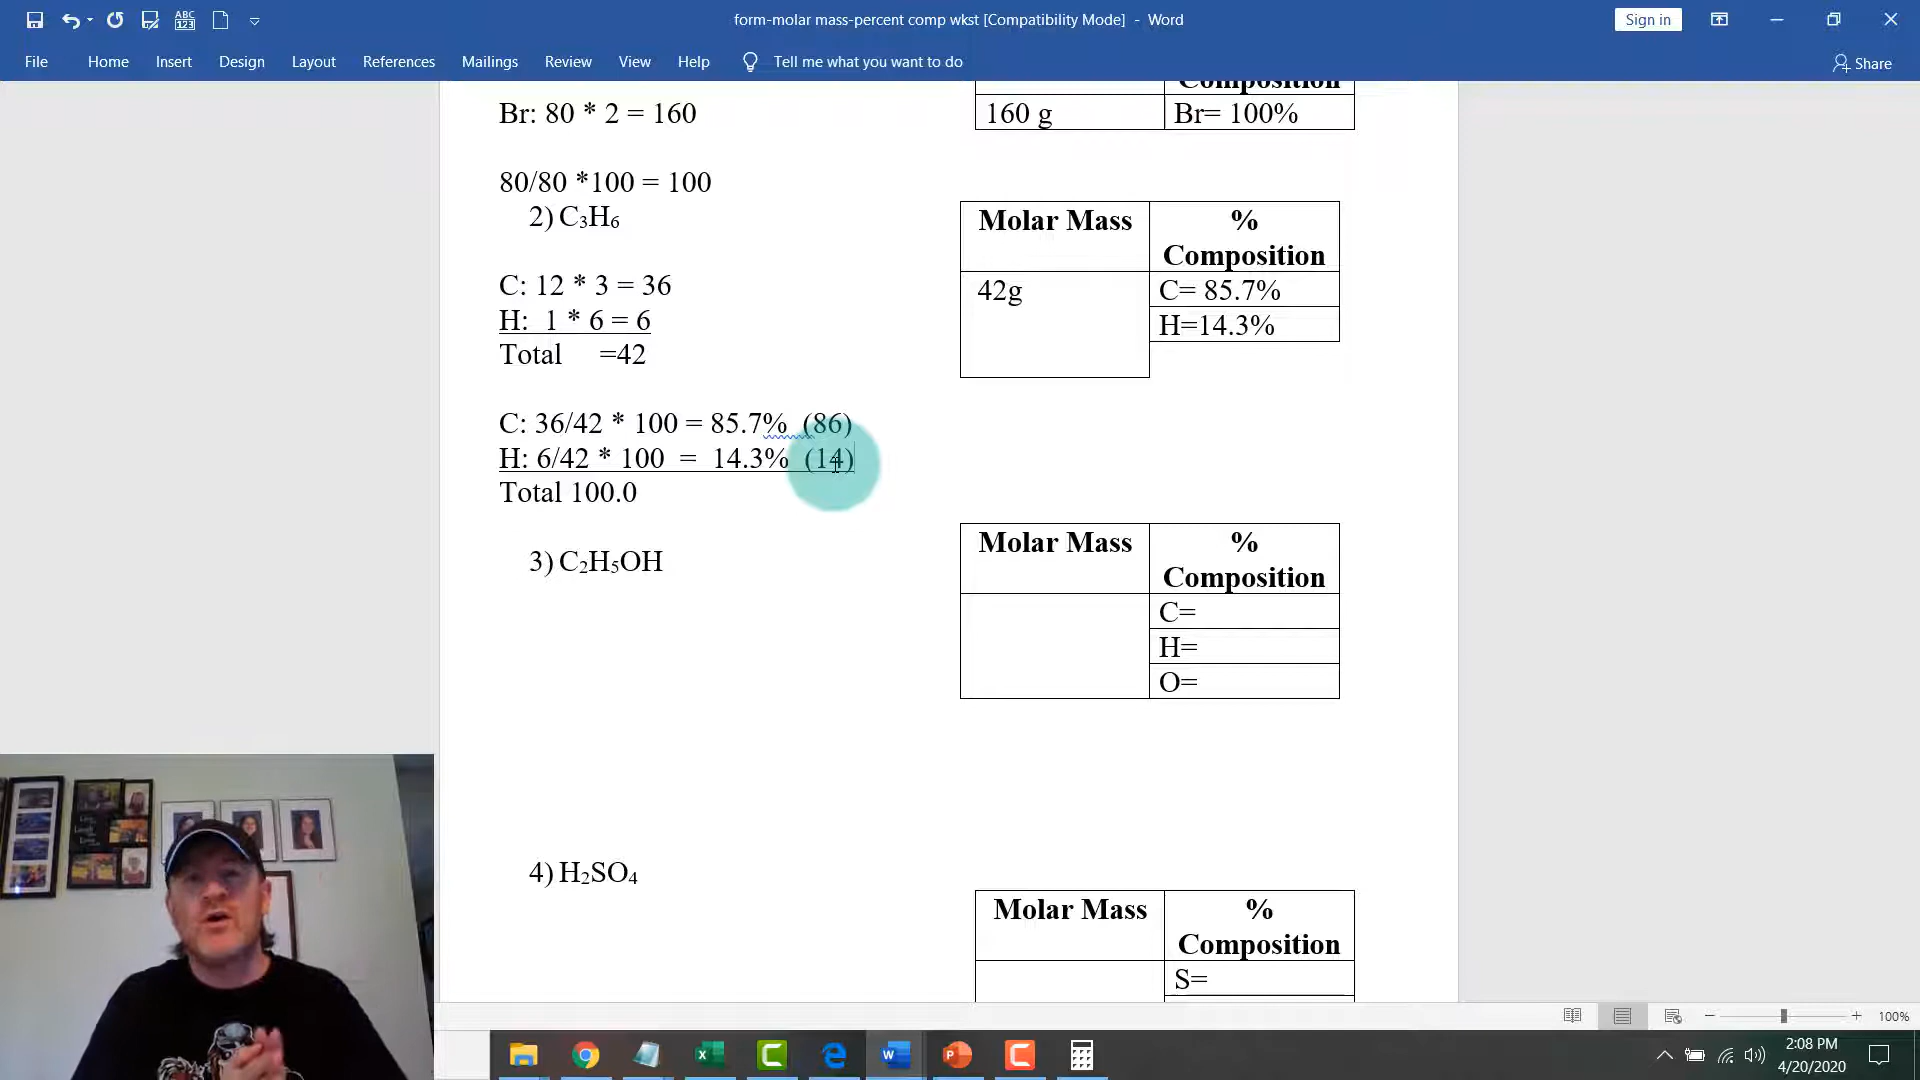 ABC
123
form-molar mass-percent comp wkst [Compatibility Mode] - Word
Sign in
File Home Insert Design Layout References Mailings Review View Help Tell me what you want to do
Share
Composition
Br: 80 * 2 = 160
160 g Br= 100%
80/80 *100 = 100
2) C₃H₆
Molar Mass %
Composition
C: 12 * 3 = 36
42g C= 85.7%
H: 1 * 6 = 6
H=14.3%
Total =42
C: 36/42 * 100 = 85.7% (86)
H: 6/42 * 100 = 14.3% (14)
Total 100.0
3) C₂H₅OH
Molar Mass %
Composition
C=
H=
O=
4) H₂SO₄
Molar Mass %
Composition
S=
100%
2:08 PM
4/20/2020